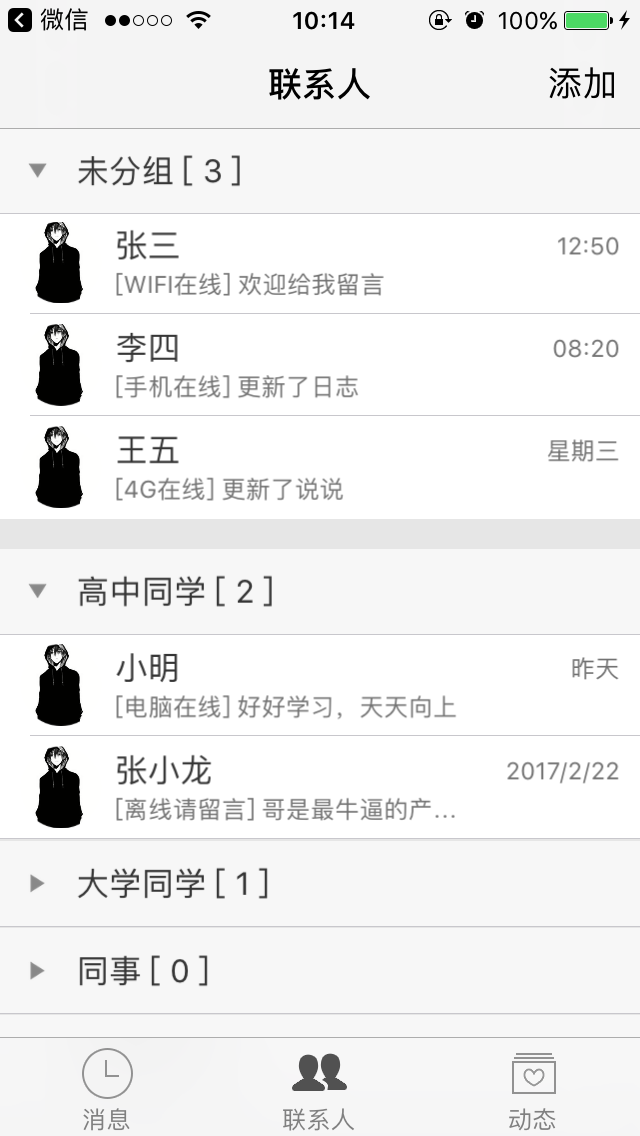 微信 10:14 100%
联系人 添加
未分组 [ 3 ]
张三 12:50
[WIFI在线] 欢迎给我留言
李四 08:20
[手机在线] 更新了日志
王五 星期三
[4G在线] 更新了说说
高中同学 [ 2 ]
小明 昨天
[电脑在线] 好好学习，天天向上
张小龙 2017/2/22
[离线请留言] 哥是最牛逼的产...
大学同学 [ 1 ]
同事 [ 0 ]
消息 联系人 动态